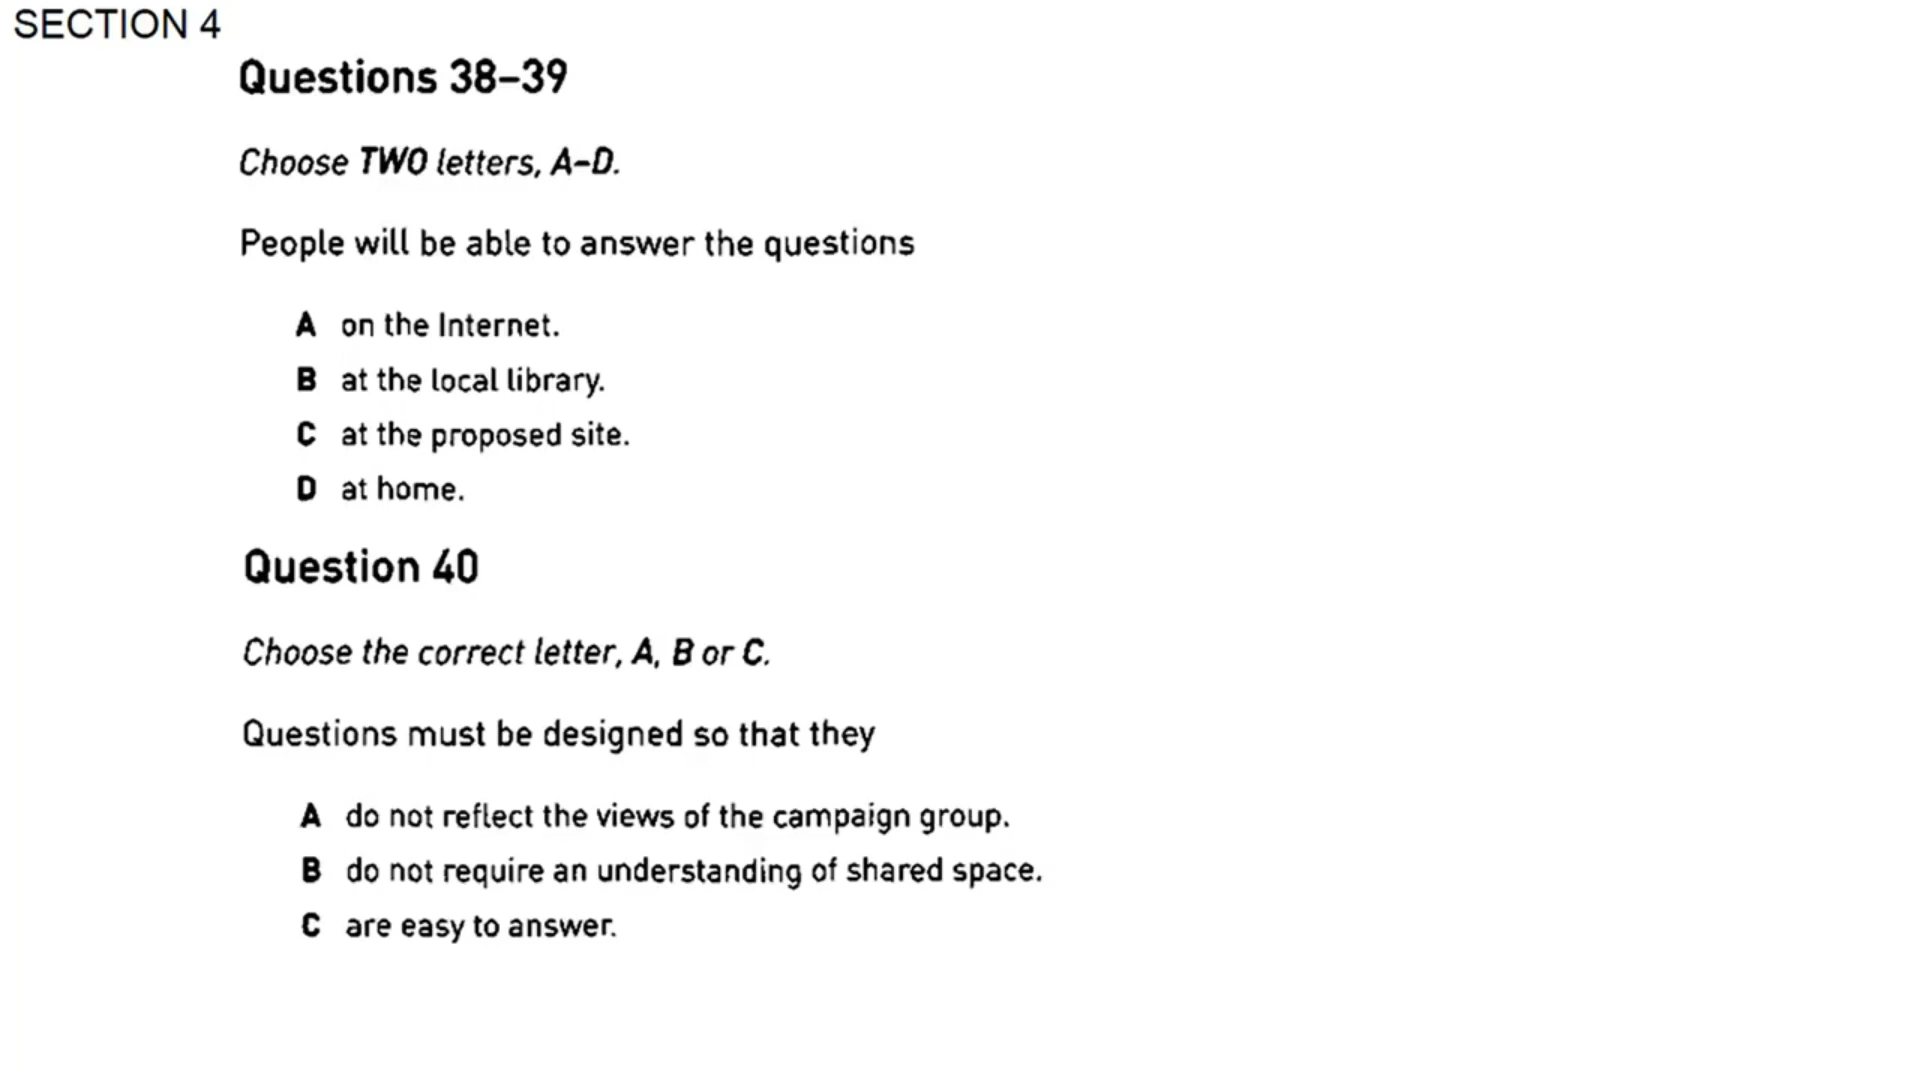 SECTION 4
Questions 38–39
Choose TWO letters, A–D.
People will be able to answer the questions
A on the Internet.
B at the local library.
C at the proposed site.
D at home.
Question 40
Choose the correct letter, A, B or C.
Questions must be designed so that they
A do not reflect the views of the campaign group.
B do not require an understanding of shared space.
C are easy to answer.